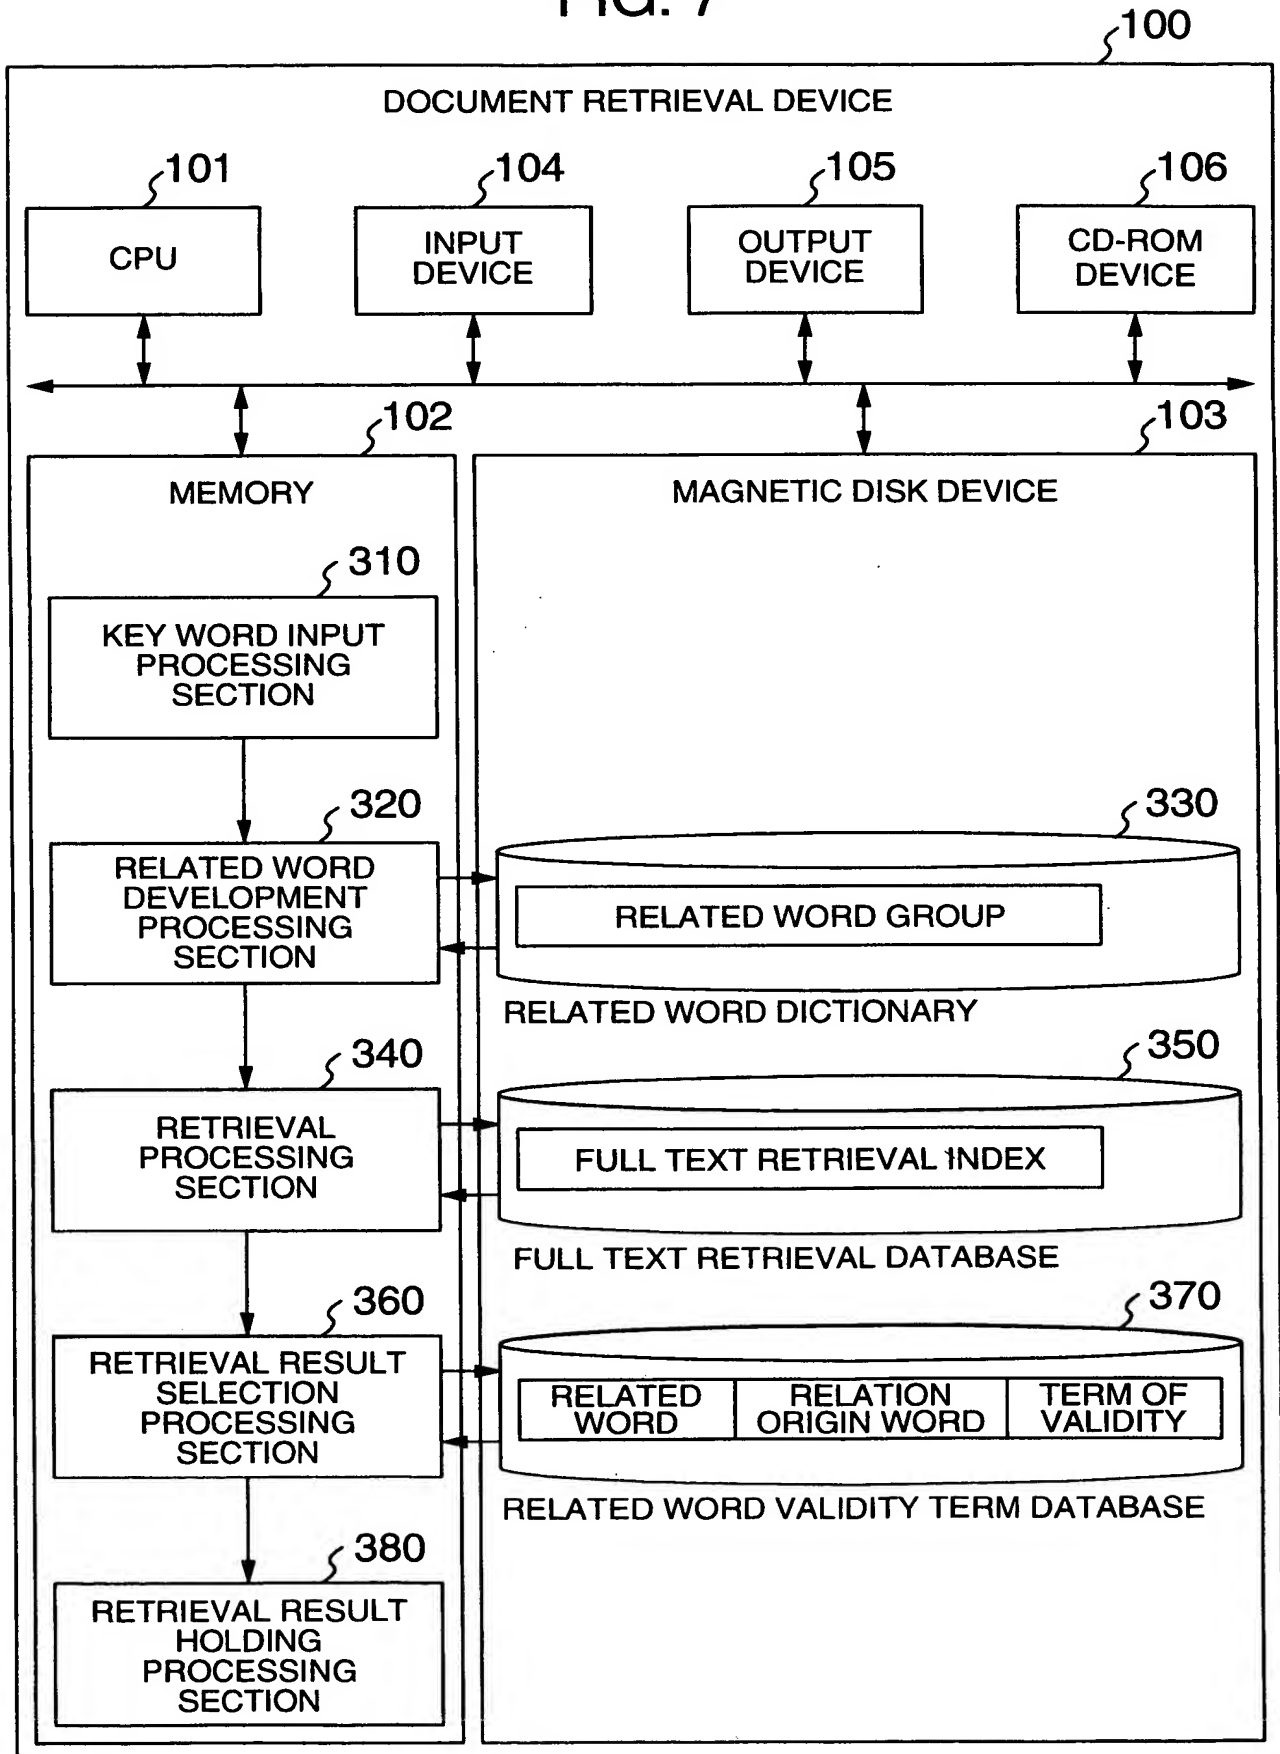 FIG. 7
100
DOCUMENT RETRIEVAL DEVICE
101
104
105
106
CPU
INPUT
DEVICE
OUTPUT
DEVICE
CD-ROM
DEVICE
102
103
MEMORY
MAGNETIC DISK DEVICE
310
KEY WORD INPUT
PROCESSING
SECTION
320
RELATED WORD
DEVELOPMENT
PROCESSING
SECTION
330
RELATED WORD GROUP
RELATED WORD DICTIONARY
340
RETRIEVAL
PROCESSING
SECTION
350
FULL TEXT RETRIEVAL INDEX
FULL TEXT RETRIEVAL DATABASE
360
RETRIEVAL RESULT
SELECTION
PROCESSING
SECTION
370
RELATED
WORD
RELATION
ORIGIN WORD
TERM OF
VALIDITY
RELATED WORD VALIDITY TERM DATABASE
380
RETRIEVAL RESULT
HOLDING
PROCESSING
SECTION